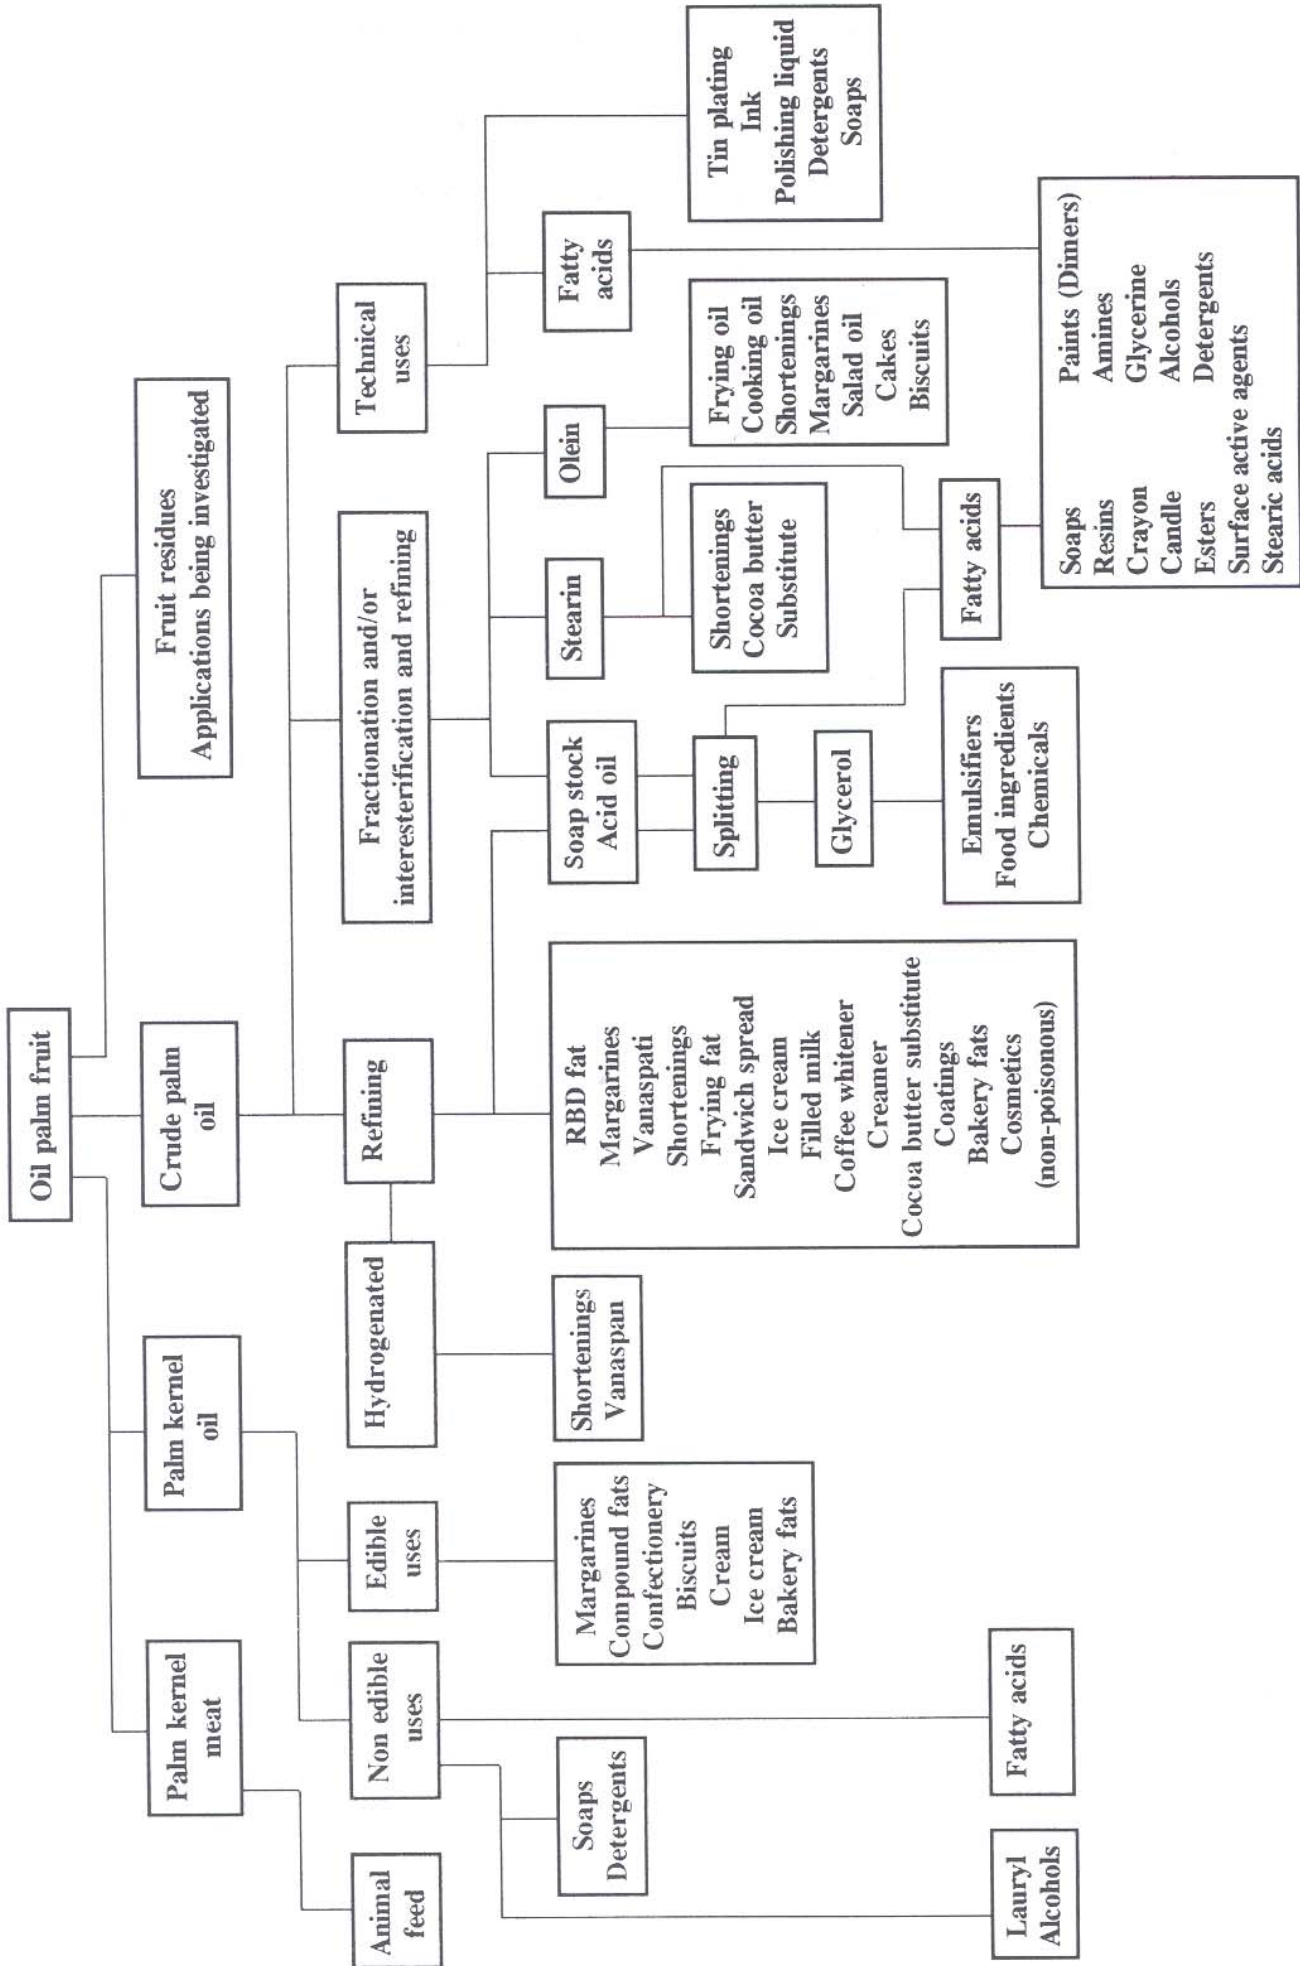 Oil palm fruit
Palm kernel
meat
Palm kernel
oil
Crude palm
oil
Fruit residues
Applications being investigated
Animal
feed
Non edible
uses
Edible
uses
Hydrogenated
Refining
Fractionation and/or
interesterification and refining
Technical
uses
Soaps
Detergents
Margarines
Compound fats
Confectionery
Biscuits
Cream
Ice cream
Bakery fats
Shortenings
Vanaspan
RBD fat
Margarines
Vanaspati
Shortenings
Frying fat
Sandwich spread
Ice cream
Filled milk
Coffee whitener
Creamer
Cocoa butter substitute
Coatings
Bakery fats
Cosmetics
(non-poisonous)
Soap stock
Acid oil
Stearin
Olein
Fatty
acids
Splitting
Shortenings
Cocoa butter
Substitute
Frying oil
Cooking oil
Shortenings
Margarines
Salad oil
Cakes
Biscuits
Tin plating
Ink
Polishing liquid
Detergents
Soaps
Glycerol
Lauryl
Alcohols
Fatty acids
Emulsifiers
Food ingredients
Chemicals
Fatty acids
Soaps Paints (Dimers)
Resins Amines
Crayon Glycerine
Candle Alcohols
Esters Detergents
Surface active agents
Stearic acids